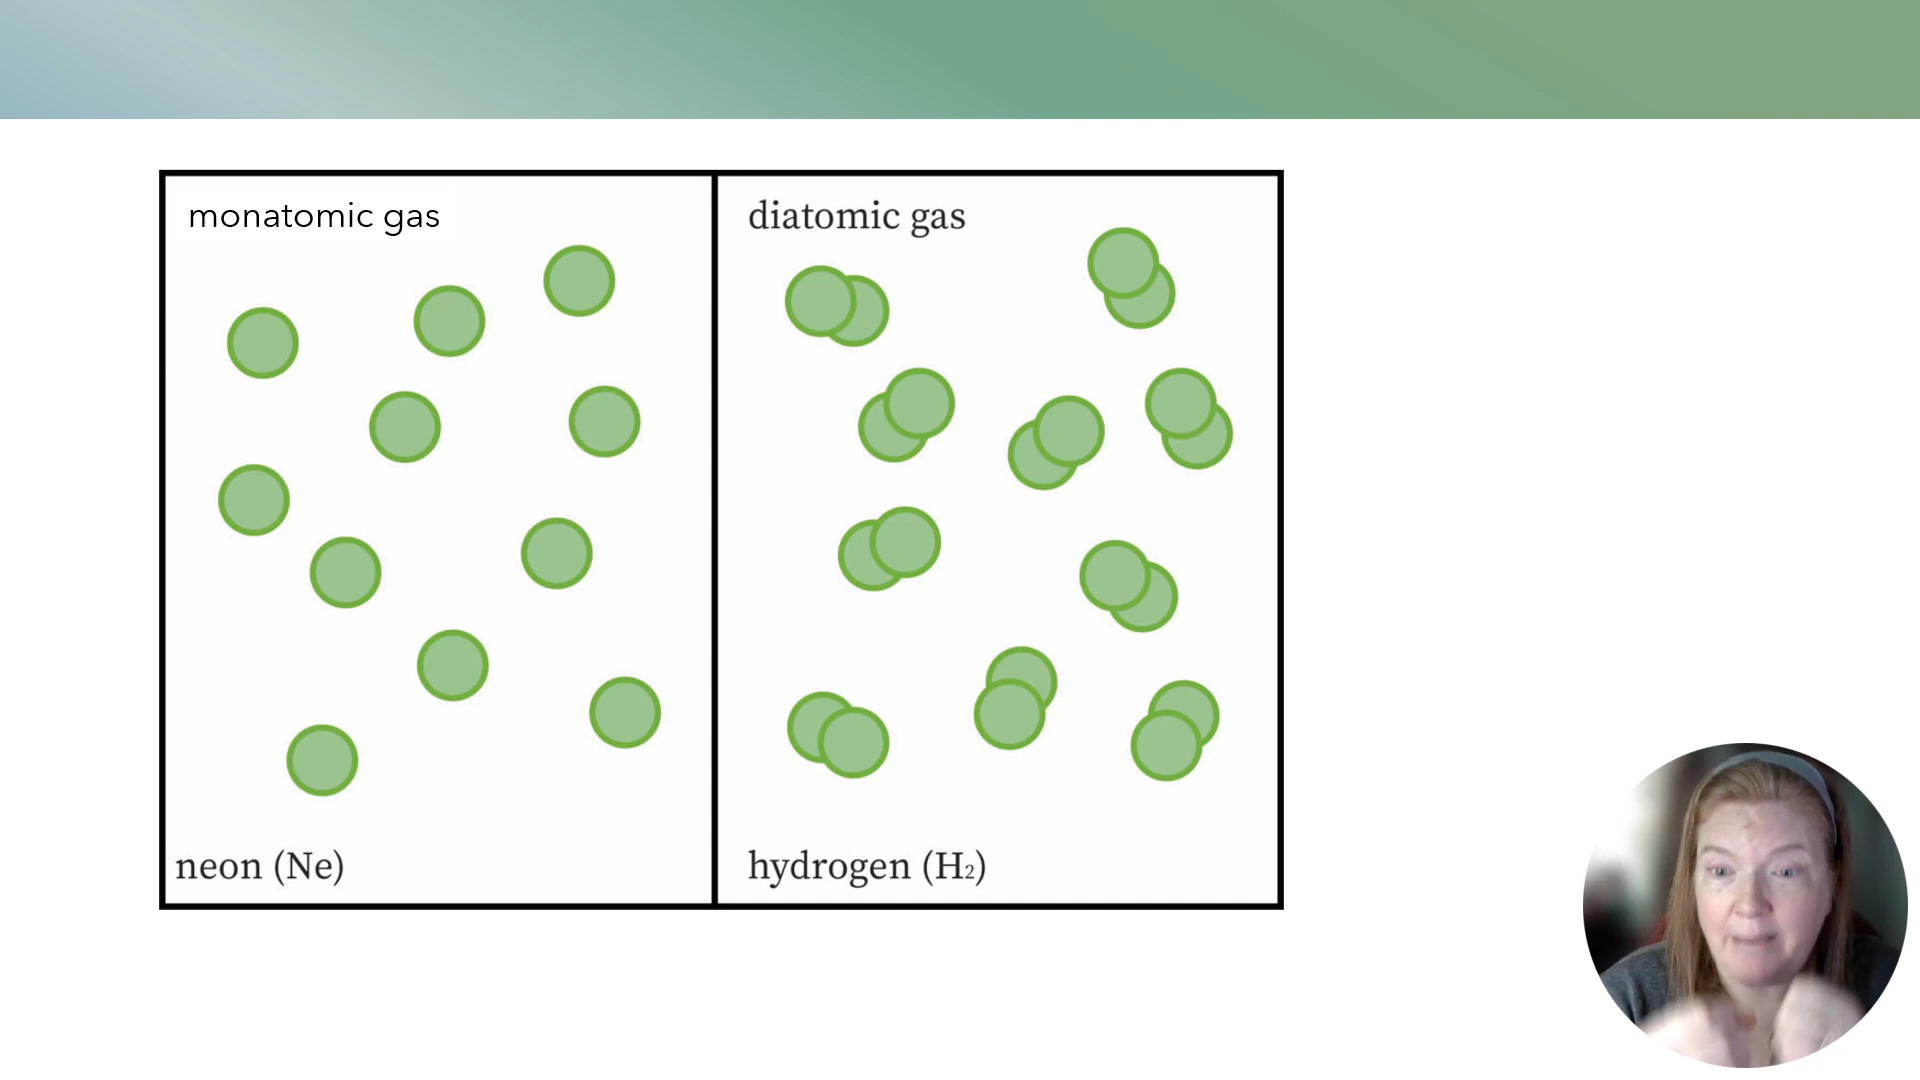 monatomic gas
diatomic gas
neon (Ne)
hydrogen (H₂)